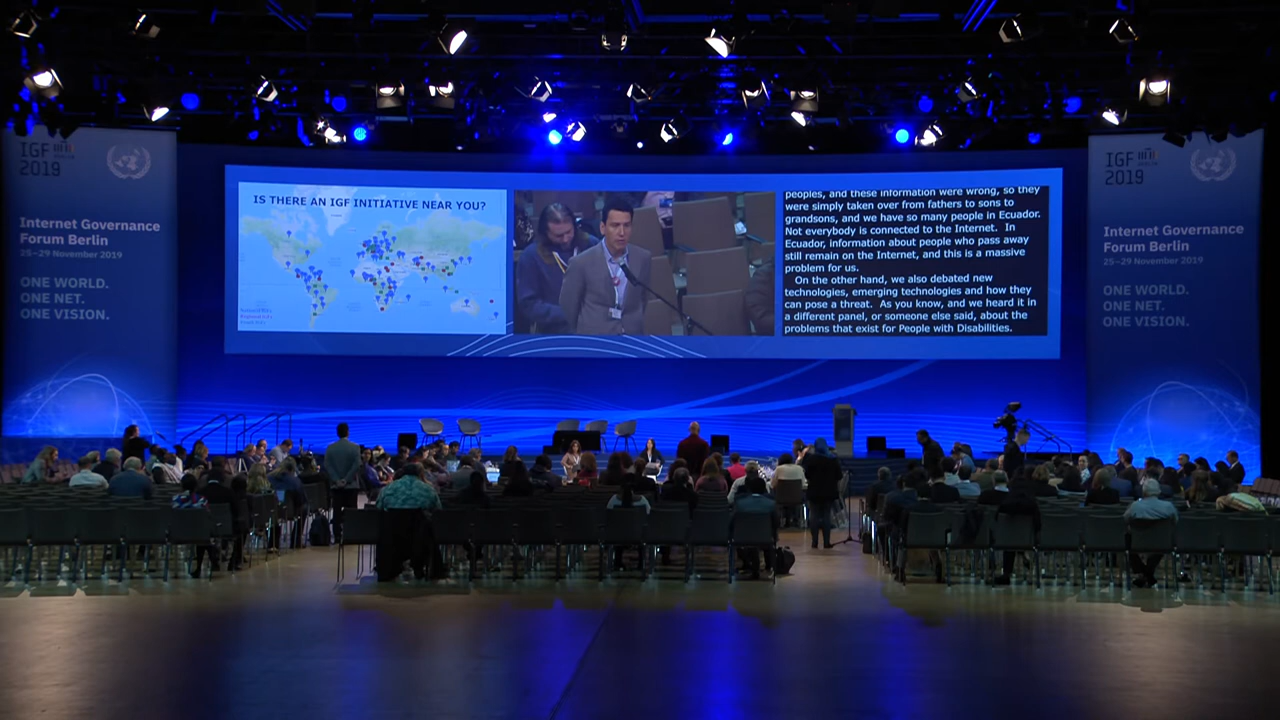 IGF
2019
Internet Governance
Forum Berlin
25–29 November 2019
ONE WORLD.
ONE NET.
ONE VISION.
IS THERE AN IGF INITIATIVE NEAR YOU?
peoples, and these information were wrong, so they
were simply taken over from fathers to sons to
grandsons, and we have so many people in Ecuador.
Not everybody is connected to the Internet. In
Ecuador, information about people who pass away
still remain on the Internet, and this is a massive
problem for us.
On the other hand, we also debated new
technologies, emerging technologies and how they
can pose a threat. As you know, and we heard it in
a different panel, or someone else said, about the
problems that exist for People with Disabilities.
IGF
2019
Internet Governance
Forum Berlin
25–29 November 2019
ONE WORLD.
ONE NET.
ONE VISION.